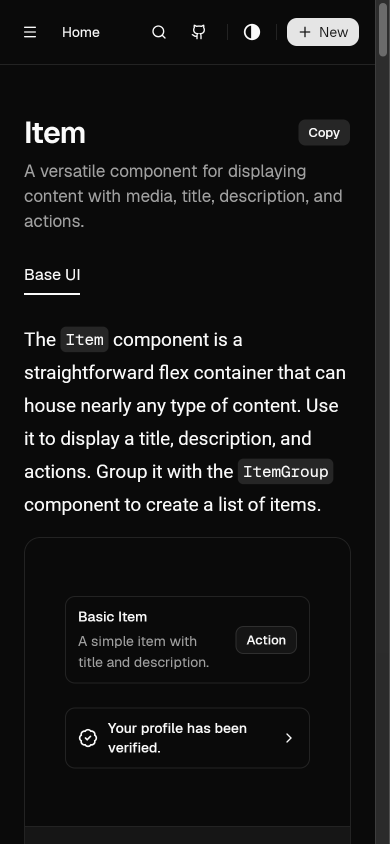 Home
New
Item
Copy
A versatile component for displaying
content with media, title, description, and
actions.
Base UI
The Item component is a
straightforward flex container that can
house nearly any type of content. Use
it to display a title, description, and
actions. Group it with the ItemGroup
component to create a list of items.
Basic Item
A simple item with
title and description.
Action
Your profile has been
verified.